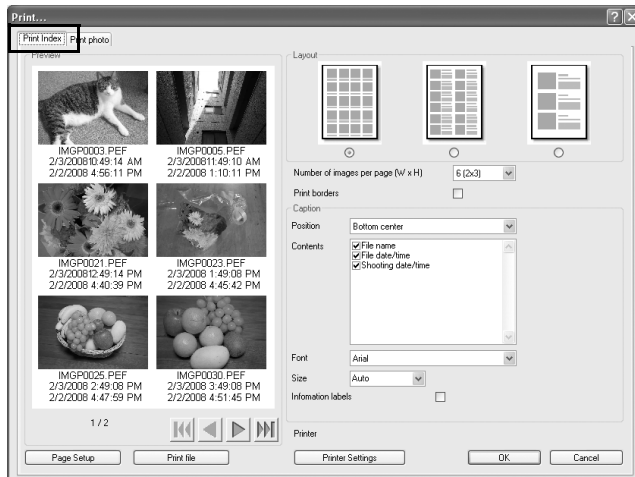 Print...
Print Index
Print photo
Preview
IMGP0003.PEF
2/3/200810:49:14 AM
2/2/2008 4:56:11 PM
IMGP0005.PEF
2/3/200811:49:10 AM
2/2/2008 1:10:11 PM
IMGP0021.PEF
2/3/200812:49:14 PM
2/2/2008 4:40:39 PM
IMGP0023.PEF
2/3/2008 1:49:08 PM
2/2/2008 4:45:42 PM
IMGP0025.PEF
2/3/2008 2:49:08 PM
2/2/2008 4:47:59 PM
IMGP0030.PEF
2/3/2008 3:49:08 PM
2/2/2008 4:51:45 PM
1 / 2
Page Setup
Print file
Layout
Number of images per page (W x H)
6 (2x3)
Print borders
Caption
Position
Bottom center
Contents
File name
File date/time
Shooting date/time
Font
Arial
Size
Auto
Infomation labels
Printer
Printer Settings
OK
Cancel